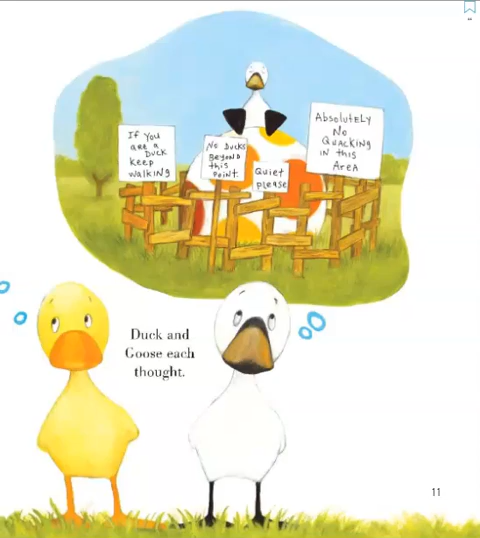 If You
are a
Duck
keep
walking
No Ducks
Beyond
this
Point
Quiet
please
Absolutely
No
Quacking
in this
Area
Duck and
Goose each
thought.
11